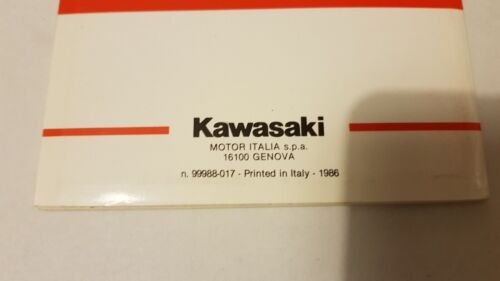 Kawasaki
MOTOR ITALIA s.p.a.
16100 GENOVA
n. 99988-017 - Printed in Italy - 1986